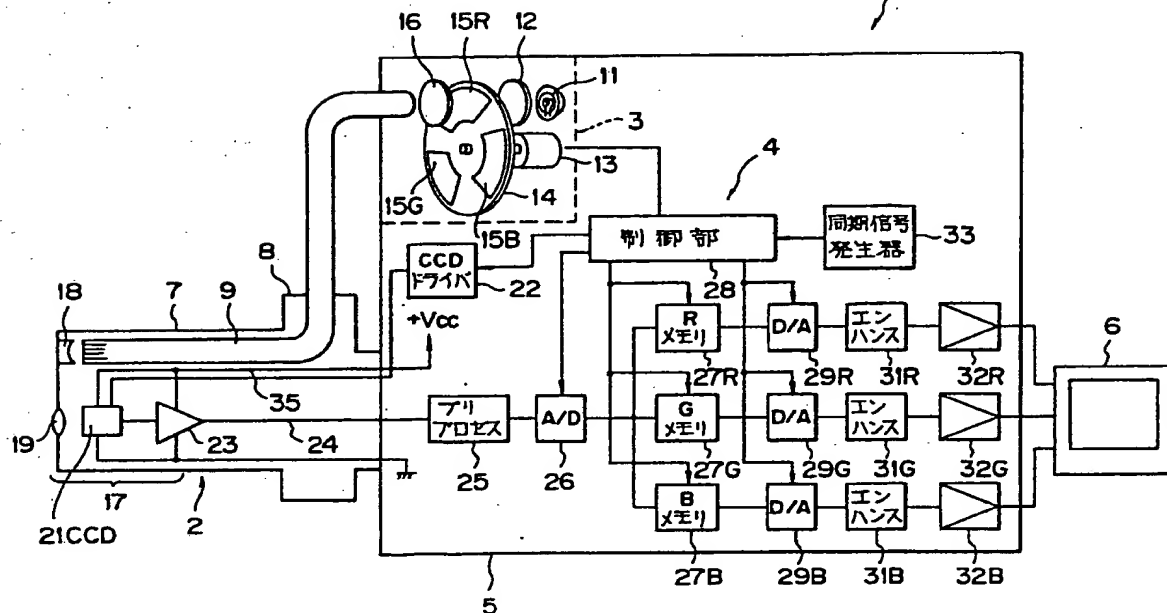 16
15R
12
11
3
13
4
15G
14
15B
制御部
同期信号
発生器
33
28
CCD
ドライバ
22
8
7
9
18
+Vcc
35
19
23
24
プリ
プロセス
25
A/D
26
R
メモリ
27R
D/A
29R
エン
ハンス
31R
32R
6
G
メモリ
27G
D/A
29G
エン
ハンス
31G
32G
B
メモリ
27B
D/A
29B
エン
ハンス
31B
32B
17
2
21CCD
5